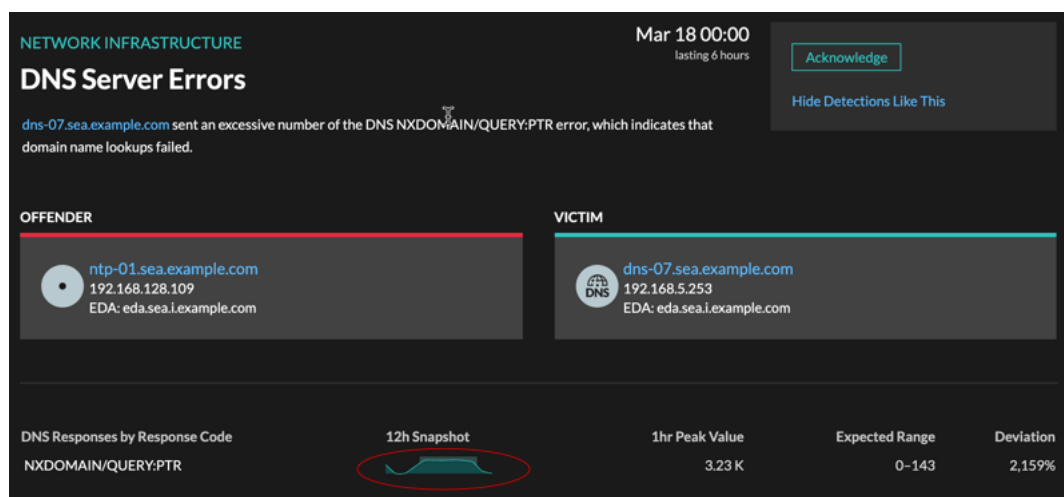 NETWORK INFRASTRUCTURE
DNS Server Errors
Mar 18 00:00
lasting 6 hours
Acknowledge
Hide Detections Like This
dns-07.sea.example.com sent an excessive number of the DNS NXDOMAIN/QUERY:PTR error, which indicates that
domain name lookups failed.
OFFENDER
ntp-01.sea.example.com
192.168.128.109
EDA: eda.sea.i.example.com
VICTIM
DNS
dns-07.sea.example.com
192.168.5.253
EDA: eda.sea.i.example.com
DNS Responses by Response Code 12h Snapshot 1hr Peak Value Expected Range Deviation
NXDOMAIN/QUERY:PTR 3.23 K 0–143 2,159%